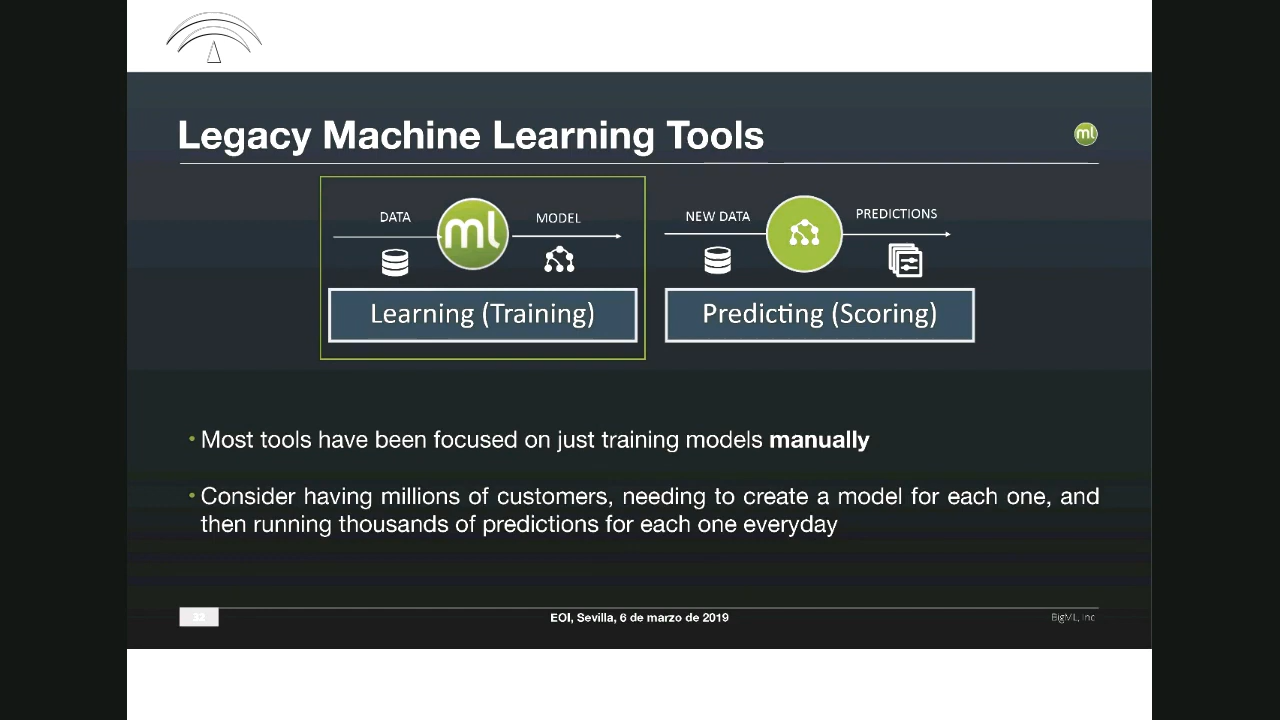 Legacy Machine Learning Tools
ml
DATA
ml
MODEL
NEW DATA
PREDICTIONS
Learning (Training)
Predicting (Scoring)
• Most tools have been focused on just training models manually
• Consider having millions of customers, needing to create a model for each one, and
then running thousands of predictions for each one everyday
EOI, Sevilla, 6 de marzo de 2019
BigML, Inc